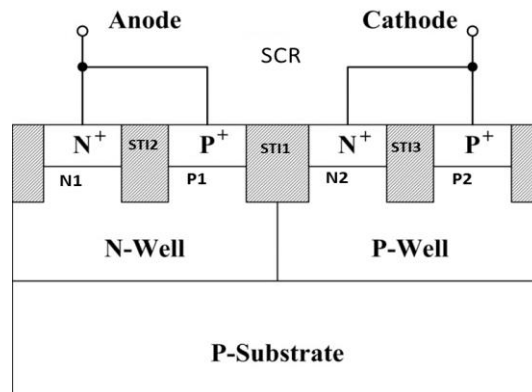 Anode
Cathode
SCR
N+
STI2
P+
STI1
N+
STI3
P+
N1
P1
N2
P2
N-Well
P-Well
P-Substrate